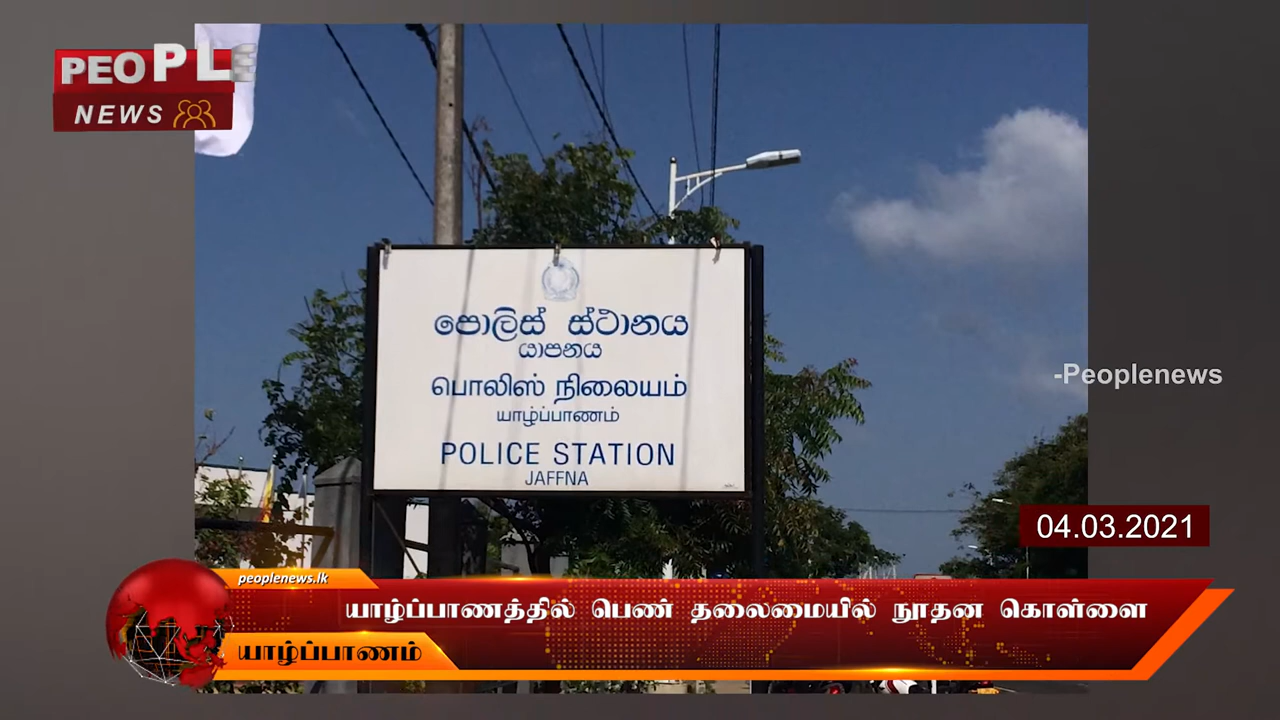 PEOPLE
NEWS
පොලිස් ස්ථානය
යාපනය
பொலிஸ் நிலையம்
யாழ்ப்பாணம்
POLICE STATION
JAFFNA
-Peoplenews
04.03.2021
peoplenews.lk
யாழ்ப்பாணத்தில் பெண் தலைமையில் நூதன கொள்ளை
யாழ்ப்பாணம்